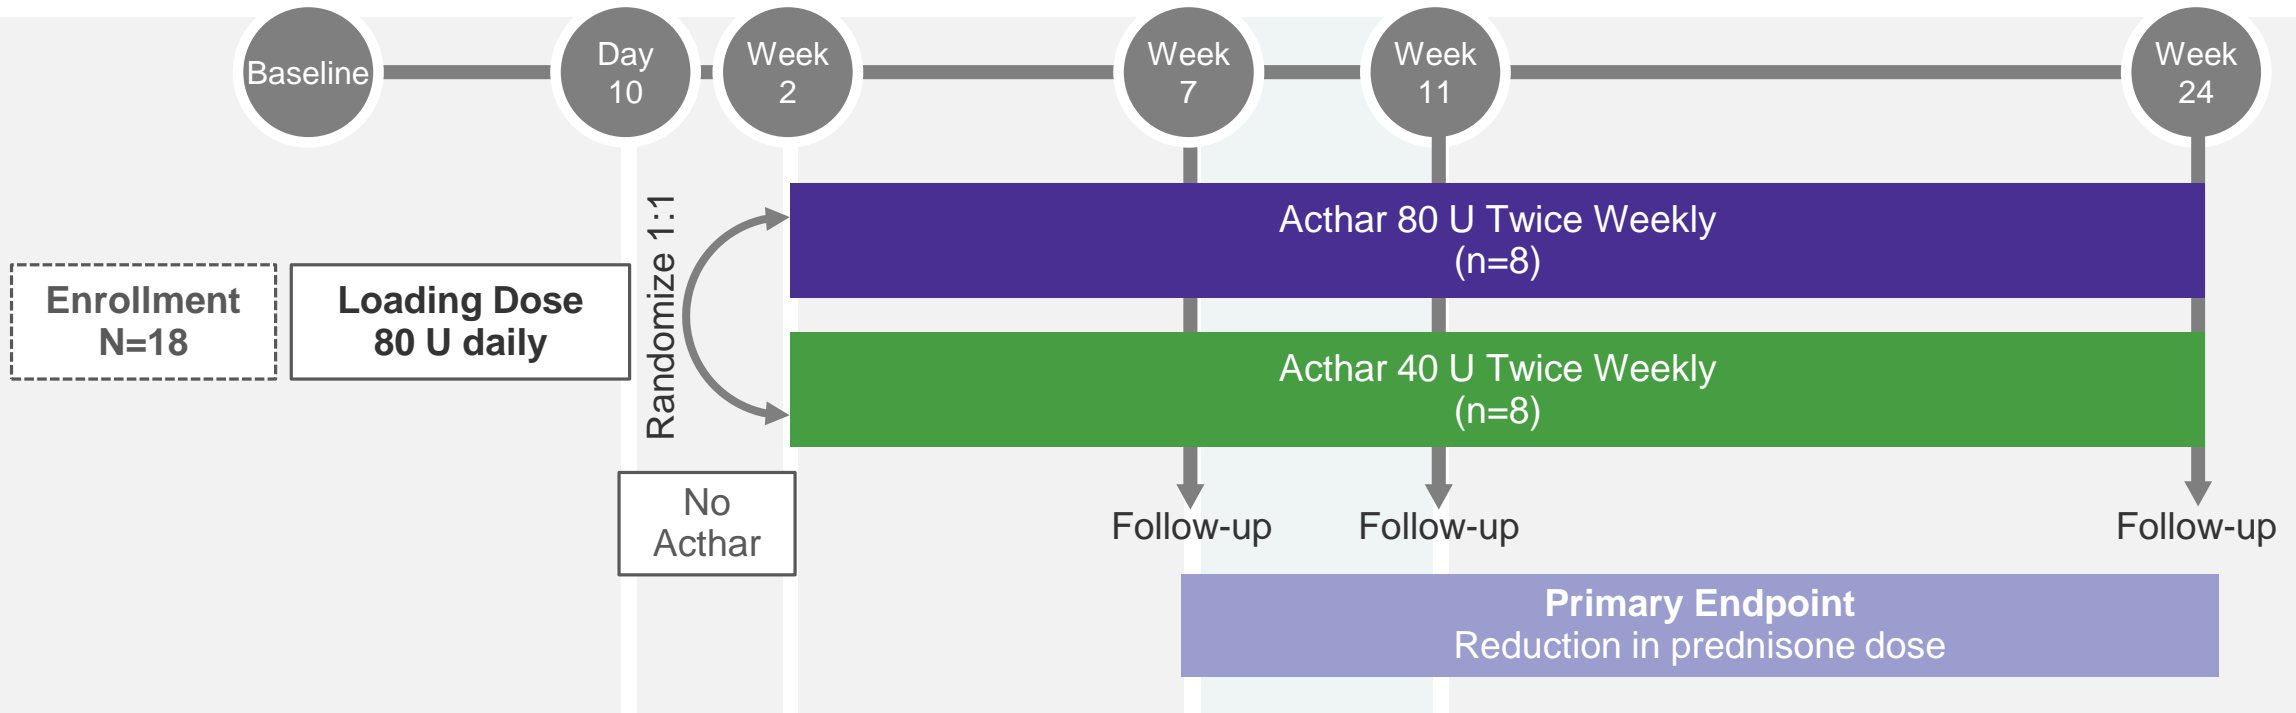 Baseline
Day
10
Week
2
Week
7
Week
11
Week
24
Enrollment
N=18
Loading Dose
80 U daily
Randomize 1:1
Acthar 80 U Twice Weekly
(n=8)
Acthar 40 U Twice Weekly
(n=8)
No
Acthar
Follow-up
Follow-up
Follow-up
Primary Endpoint
Reduction in prednisone dose